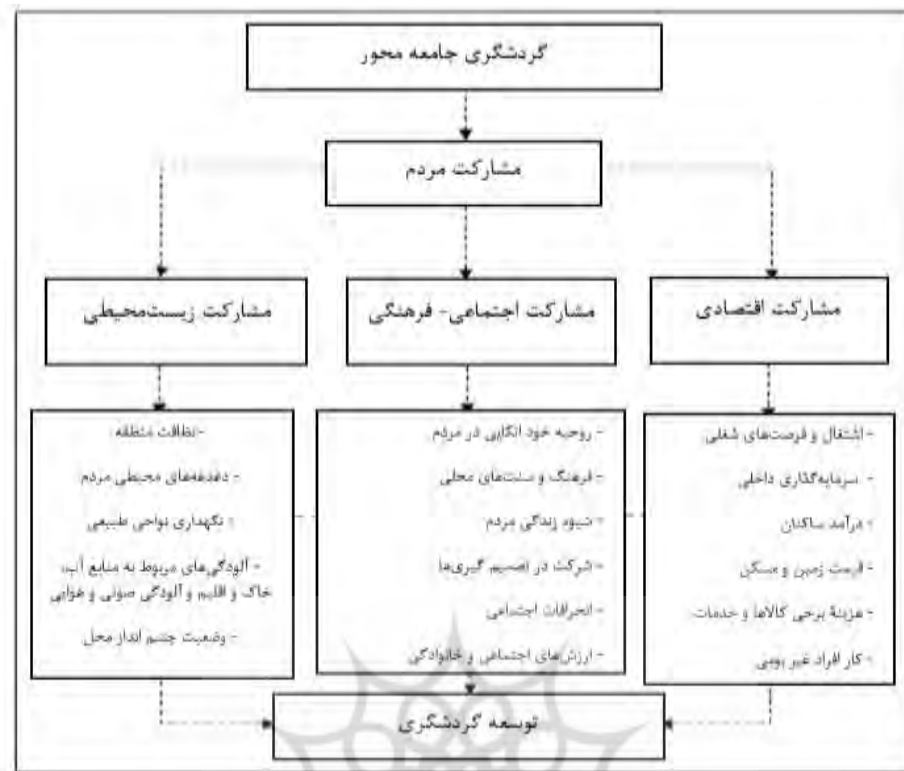 گردشگری جامعه محور
مشارکت مردم
مشارکت اقتصادی
مشارکت اجتماعی- فرهنگی
مشارکت زیست‌محیطی
- اشتغال و فرصت‌های شغلی
- سرمایه‌گذاری داخلی
- درآمد ساکنان
- قیمت زمین و مسکن
- هزینهٔ برخی کالاها و خدمات
- کار افراد غیر بومی
- روحیه خود اتکایی در مردم
- فرهنگ و سنت‌های محلی
- شیوه زندگی مردم
- شرکت در تصمیم گیری‌ها
- انحرافات اجتماعی
- ارزش‌های اجتماعی و خانوادگی
-نظافت منطقه
- دغدغه‌های محیطی مردم
- نگهداری نواحی طبیعی
- آلودگی‌های مربوط به منابع آب،
خاک و اقلیم و آلودگی صوتی و هوایی
- وضعیت چشم انداز محل
توسعه گردشگری